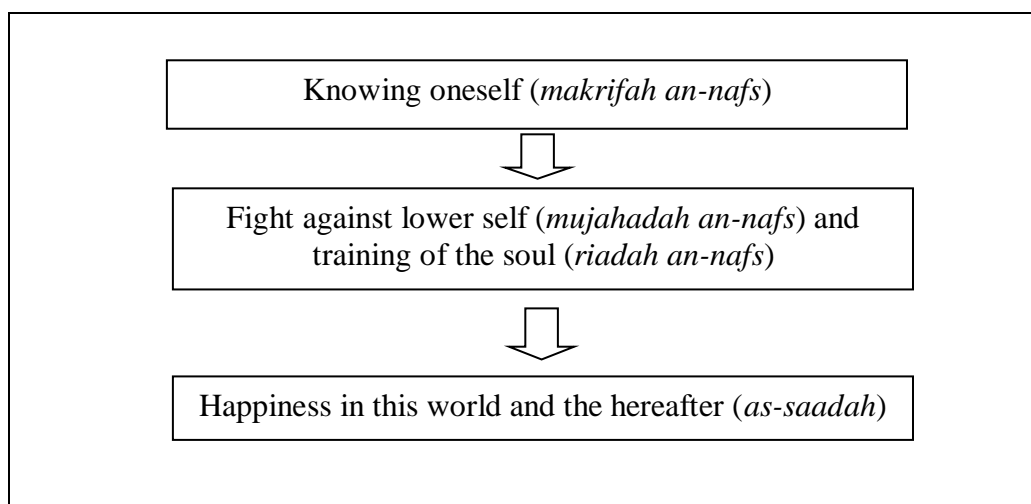 Knowing oneself (makrifah an-nafs)
Fight against lower self (mujahadah an-nafs) and
training of the soul (riadah an-nafs)
Happiness in this world and the hereafter (as-saadah)